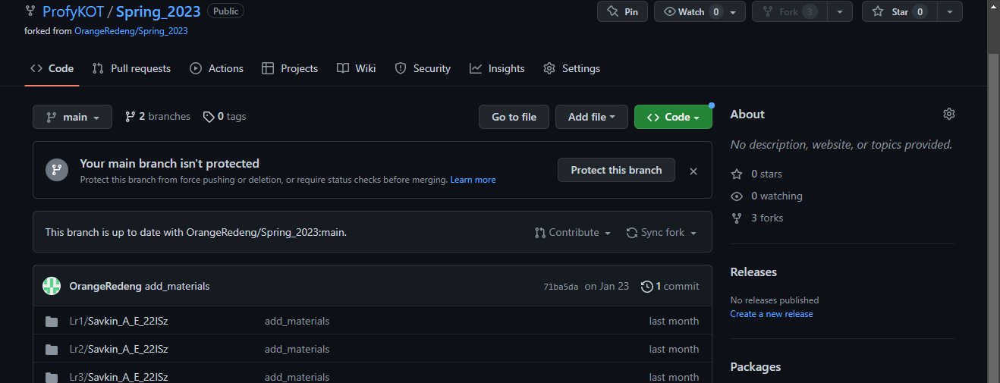 ProfyKOT / Spring_2023 Public
Pin Watch 0 Fork 3 Star 0
forked from OrangeRedeng/Spring_2023
Code Pull requests Actions Projects Wiki Security Insights Settings
main 2 branches 0 tags Go to file Add file Code
About
No description, website, or topics provided.
Your main branch isn't protected
Protect this branch from force pushing or deletion, or require status checks before merging. Learn more
Protect this branch
0 stars
0 watching
3 forks
This branch is up to date with OrangeRedeng/Spring_2023:main.
Contribute Sync fork
OrangeRedeng add_materials 71ba5da on Jan 23 1 commit
Lr1/Savkin_A_E_22ISz add_materials last month
Lr2/Savkin_A_E_22ISz add_materials last month
Lr3/Savkin_A_E_22ISz add_materials last month
Releases
No releases published
Create a new release
Packages